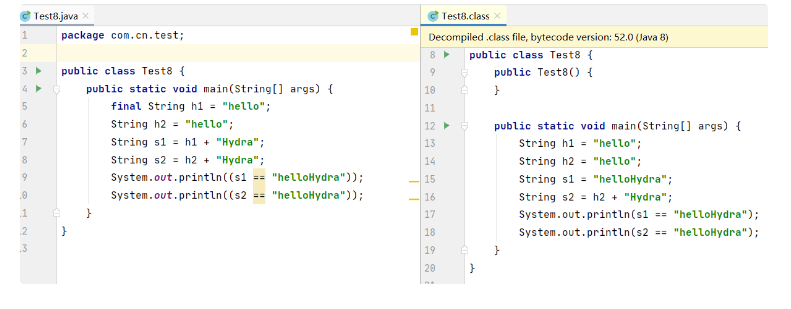 Test8.java
1 package com.cn.test;
2
3 public class Test8 {
4 public static void main(String[] args) {
5 final String h1 = "hello";
6 String h2 = "hello";
7 String s1 = h1 + "Hydra";
8 String s2 = h2 + "Hydra";
9 System.out.println((s1 == "helloHydra"));
.0 System.out.println((s2 == "helloHydra"));
.1 }
.2 }
.3
Test8.class
Decompiled .class file, bytecode version: 52.0 (Java 8)
8 public class Test8 {
9 public Test8() {
10 }
11
12 public static void main(String[] args) {
13 String h1 = "hello";
14 String h2 = "hello";
15 String s1 = "helloHydra";
16 String s2 = h2 + "Hydra";
17 System.out.println(s1 == "helloHydra");
18 System.out.println(s2 == "helloHydra");
19 }
20 }